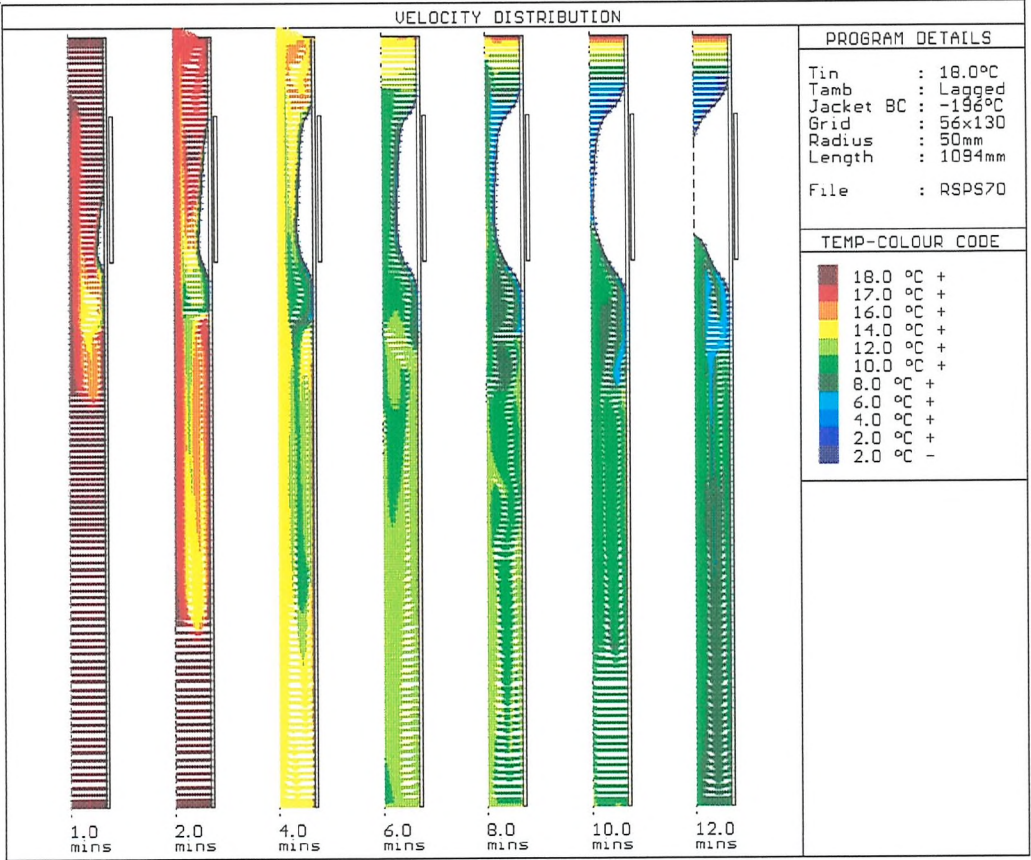 VELOCITY DISTRIBUTION
PROGRAM DETAILS
Tin : 18.0°C
Tamb : Lagged
Jacket BC : -196°C
Grid : 56x130
Radius : 50mm
Length : 1094mm
File : RSPS70
TEMP-COLOUR CODE
18.0 °C +
17.0 °C +
16.0 °C +
14.0 °C +
12.0 °C +
10.0 °C +
8.0 °C +
6.0 °C +
4.0 °C +
2.0 °C +
2.0 °C -
1.0 mins
2.0 mins
4.0 mins
6.0 mins
8.0 mins
10.0 mins
12.0 mins